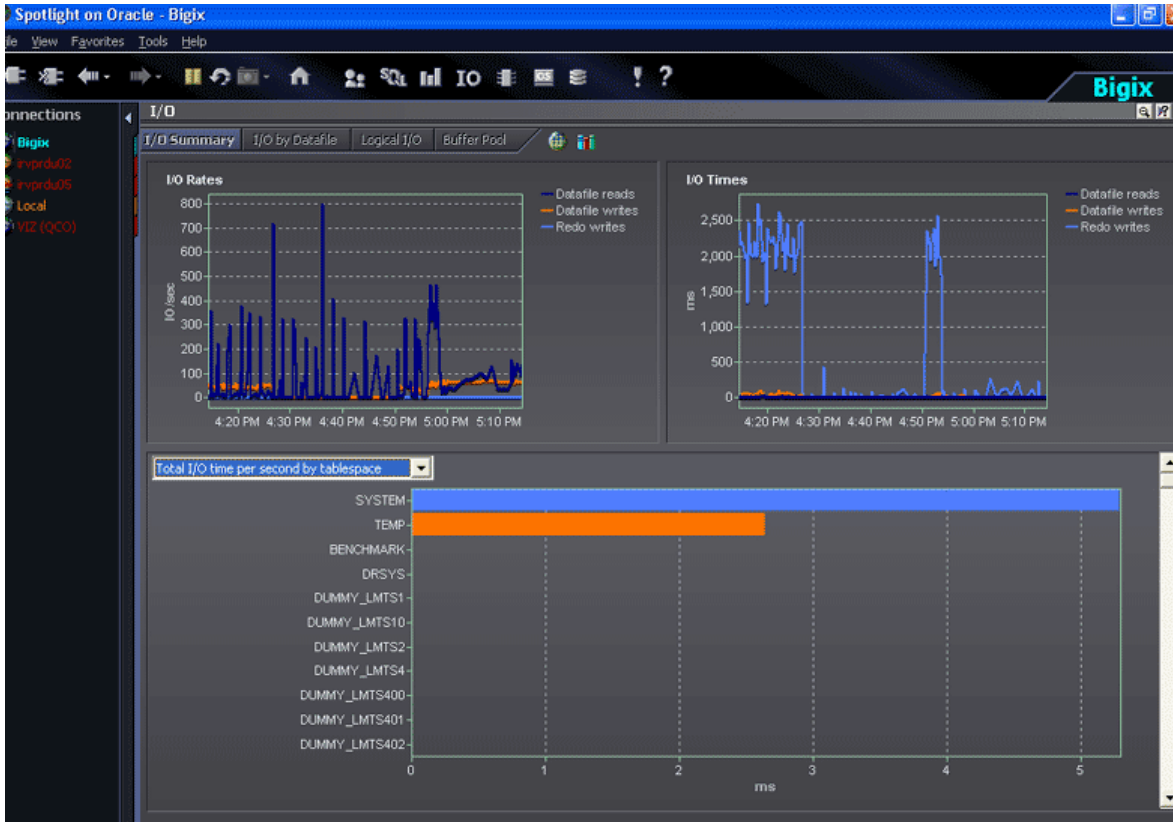 Spotlight on Oracle - Bigix
ile View Favorites Tools Help
SQL IO OS ! ?
Bigix
onnections
I/O
Bigix
irvprdu02
irvprdu05
Local
VIZ (QCO)
I/O Summary I/O by Datafile Logical I/O Buffer Pool
I/O Rates
800
700
600
500
400
300
200
100
0
IO/sec
4:20 PM 4:30 PM 4:40 PM 4:50 PM 5:00 PM 5:10 PM
Datafile reads
Datafile writes
Redo writes
I/O Times
2,500
2,000
1,500
1,000
500
0
ms
4:20 PM 4:30 PM 4:40 PM 4:50 PM 5:00 PM 5:10 PM
Datafile reads
Datafile writes
Redo writes
Total I/O time per second by tablespace
SYSTEM
TEMP
BENCHMARK
DRSYS
DUMMY_LMTS1
DUMMY_LMTS10
DUMMY_LMTS2
DUMMY_LMTS4
DUMMY_LMTS400
DUMMY_LMTS401
DUMMY_LMTS402
0 1 2 3 4 5
ms